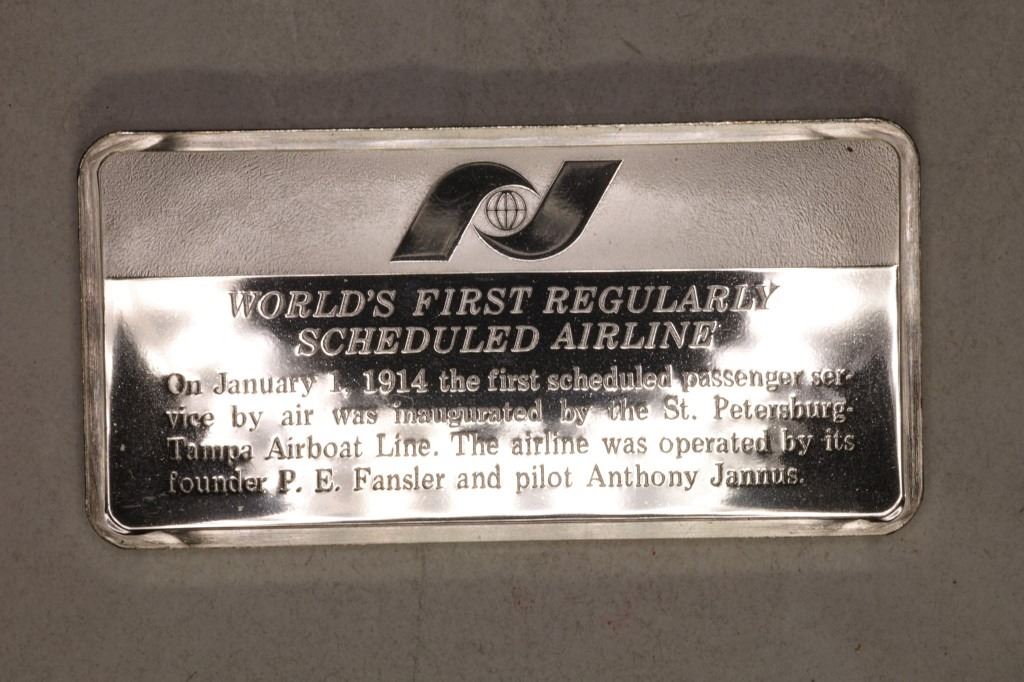 WORLD'S FIRST REGULARLY
SCHEDULED AIRLINE
On January 1, 1914 the first scheduled passenger ser-
vice by air was inaugurated by the St. Petersburg-
Tampa Airboat Line. The airline was operated by its
founder P. E. Fansler and pilot Anthony Jannus.